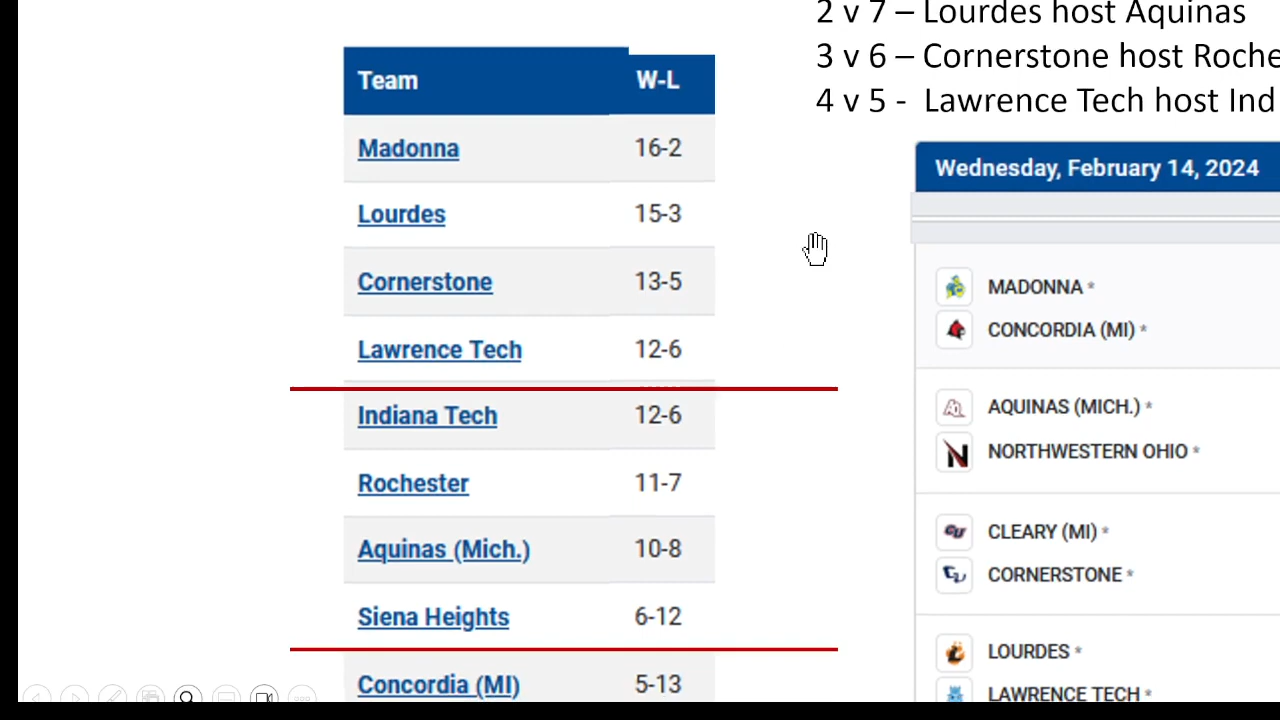 2 v 7 – Lourdes host Aquinas
3 v 6 – Cornerstone host Roche
4 v 5 - Lawrence Tech host Ind
Team W-L
Madonna 16-2
Lourdes 15-3
Cornerstone 13-5
Lawrence Tech 12-6
Indiana Tech 12-6
Rochester 11-7
Aquinas (Mich.) 10-8
Siena Heights 6-12
Concordia (MI) 5-13
Wednesday, February 14, 2024
MADONNA *
CONCORDIA (MI) *
AQUINAS (MICH.) *
NORTHWESTERN OHIO *
CLEARY (MI) *
CORNERSTONE *
LOURDES *
LAWRENCE TECH *